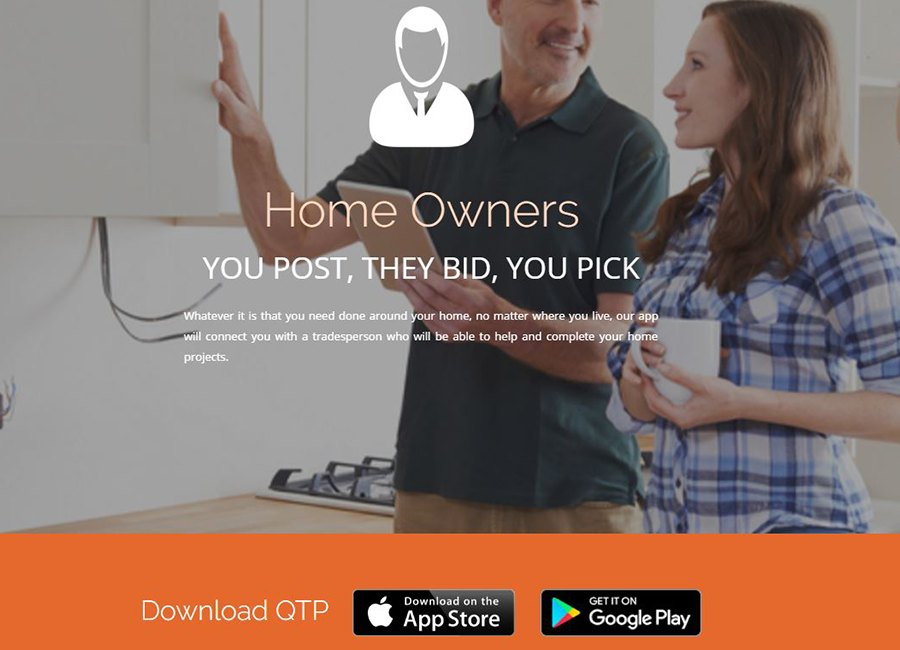 Home Owners
YOU POST, THEY BID, YOU PICK
Whatever it is that you need done around your home, no matter where you live, our app
will connect you with a tradesperson who will be able to help and complete your home
projects.
Download QTP
Download on the
App Store
GET IT ON
Google Play